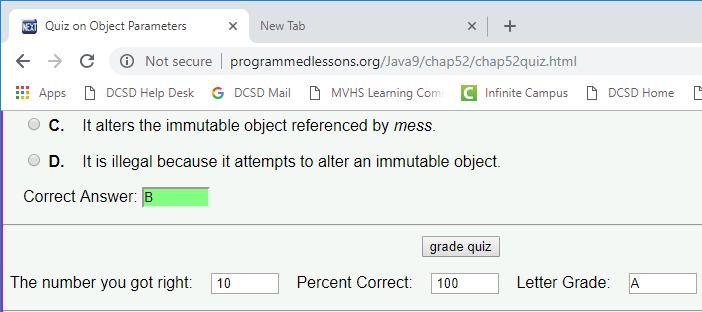 NEXT Quiz on Object Parameters × New Tab × +
Not secure | programmedlessons.org/Java9/chap52/chap52quiz.html
Apps DCSD Help Desk G DCSD Mail MVHS Learning Com C Infinite Campus DCSD Home
C. It alters the immutable object referenced by mess.
D. It is illegal because it attempts to alter an immutable object.
Correct Answer: B
grade quiz
The number you got right: 10 Percent Correct: 100 Letter Grade: A